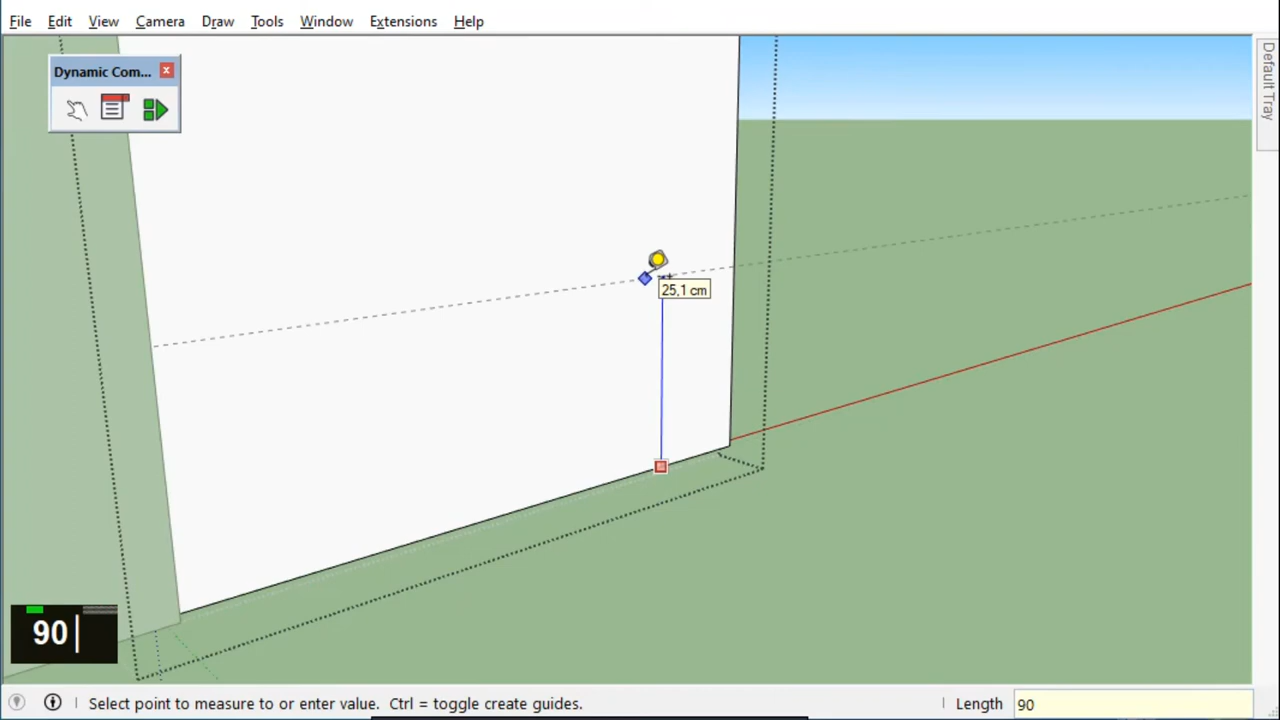 File Edit View Camera Draw Tools Window Extensions Help
Dynamic Com...
Default Tray
25,1 cm
90
Select point to measure to or enter value. Ctrl = toggle create guides.
Length 90